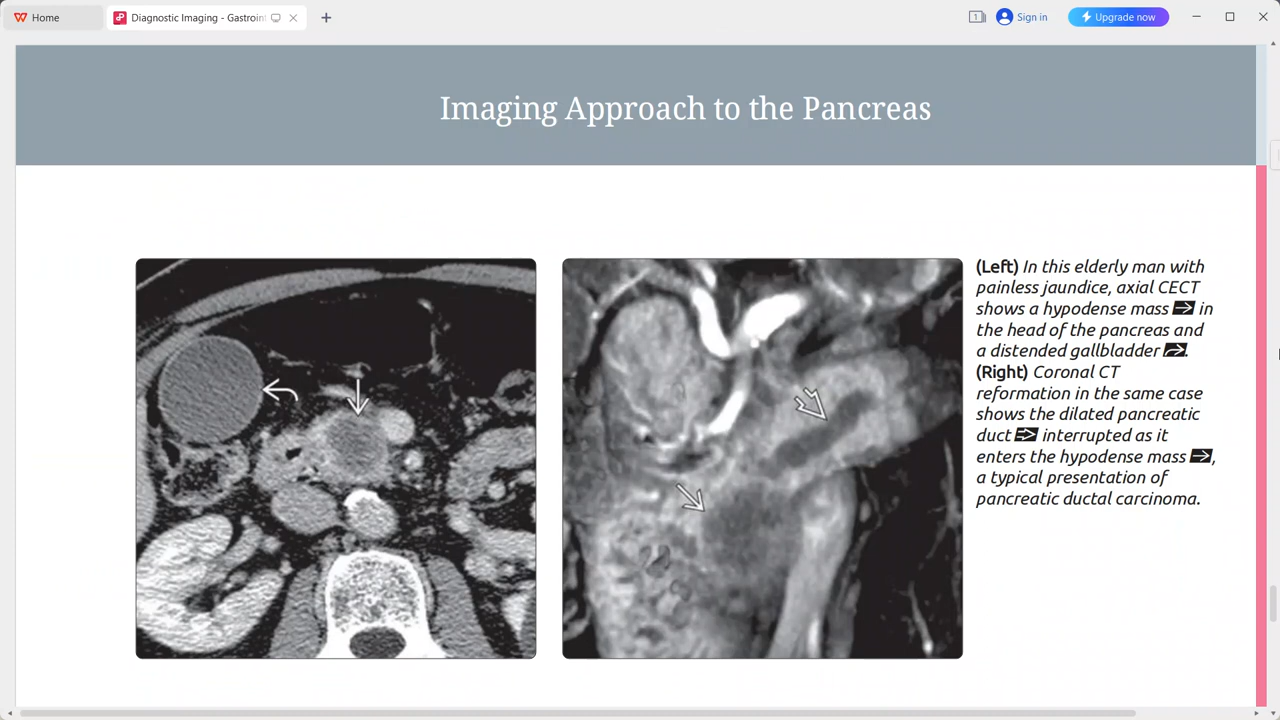 Home
Diagnostic Imaging - Gastroint
1
Sign in
Upgrade now
Imaging Approach to the Pancreas
(Left) In this elderly man with
painless jaundice, axial CECT
shows a hypodense mass in
the head of the pancreas and
a distended gallbladder .
(Right) Coronal CT
reformation in the same case
shows the dilated pancreatic
duct interrupted as it
enters the hypodense mass ,
a typical presentation of
pancreatic ductal carcinoma.